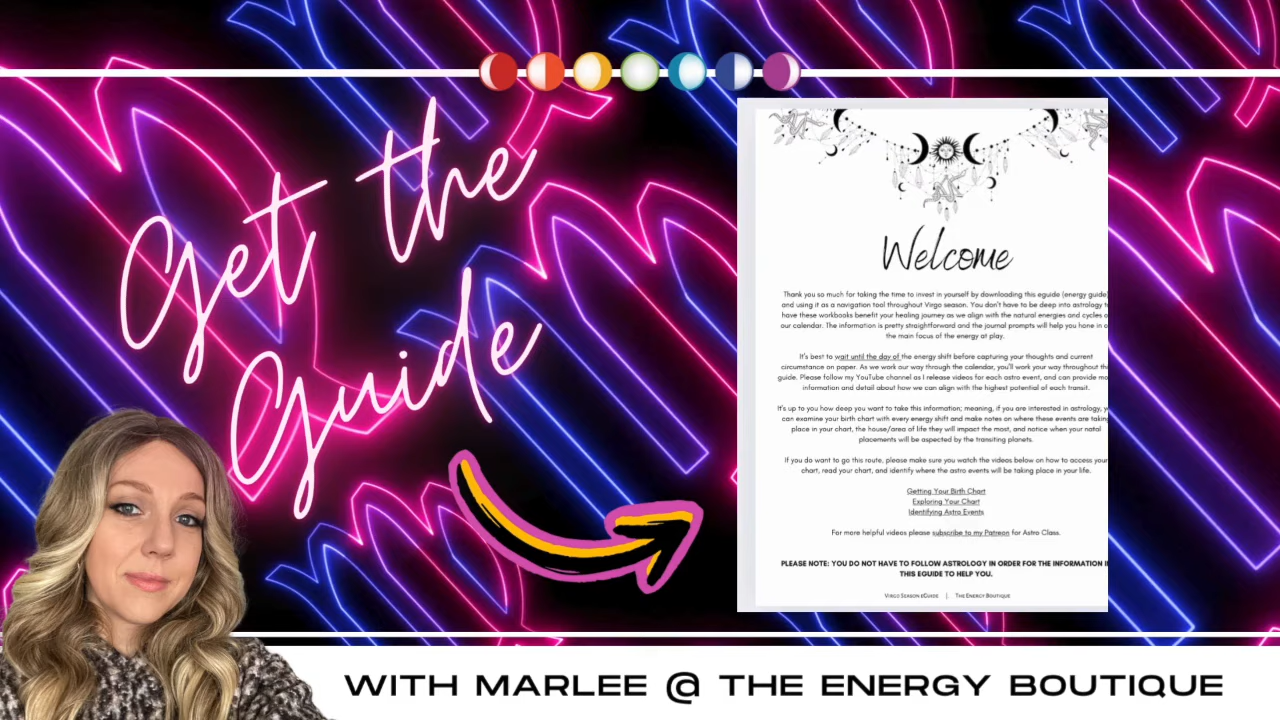 Get the
Guide
Welcome
Thank you so much for taking the time to invest in yourself by downloading this eguide (energy guide)
and using it as a navigation tool throughout Virgo season. You don't have to be deep into astrology
have these workbooks benefit your healing journey as we align with the natural energies and cycles
our calendar. The information is pretty straightforward and the journal prompts will help you hone in
the main focus of the energy at play.
It's best to wait until the day of the energy shift before capturing your thoughts and current
circumstance on paper. As we work our way through the calendar, you'll work your way throughout
guide. Please follow my YouTube channel as I release videos for each astro event, and can provide
information and detail about how we can align with the highest potential of each transit.
It's up to you how deep you want to take this information; meaning, if you are interested in astrology,
can examine your birth chart with every energy shift and make notes on where these events are
place in your chart, the house/area of life they will impact the most, and notice when your natal
placements will be aspected by the transiting planets.
If you do want to go this route, please make sure you watch the videos below on how to access your
chart, read your chart, and identify where the astro events will be taking place in your life.
Getting Your Birth Chart
Exploring Your Chart
Identifying Astro Events
For more helpful videos please subscribe to my Patreon for Astro Class.
PLEASE NOTE: YOU DO NOT HAVE TO FOLLOW ASTROLOGY IN ORDER FOR THE INFORMATION
THIS EGUIDE TO HELP YOU.
VIRGO SEASON EGUIDE | THE ENERGY BOUTIQUE
WITH MARLEE @ THE ENERGY BOUTIQUE